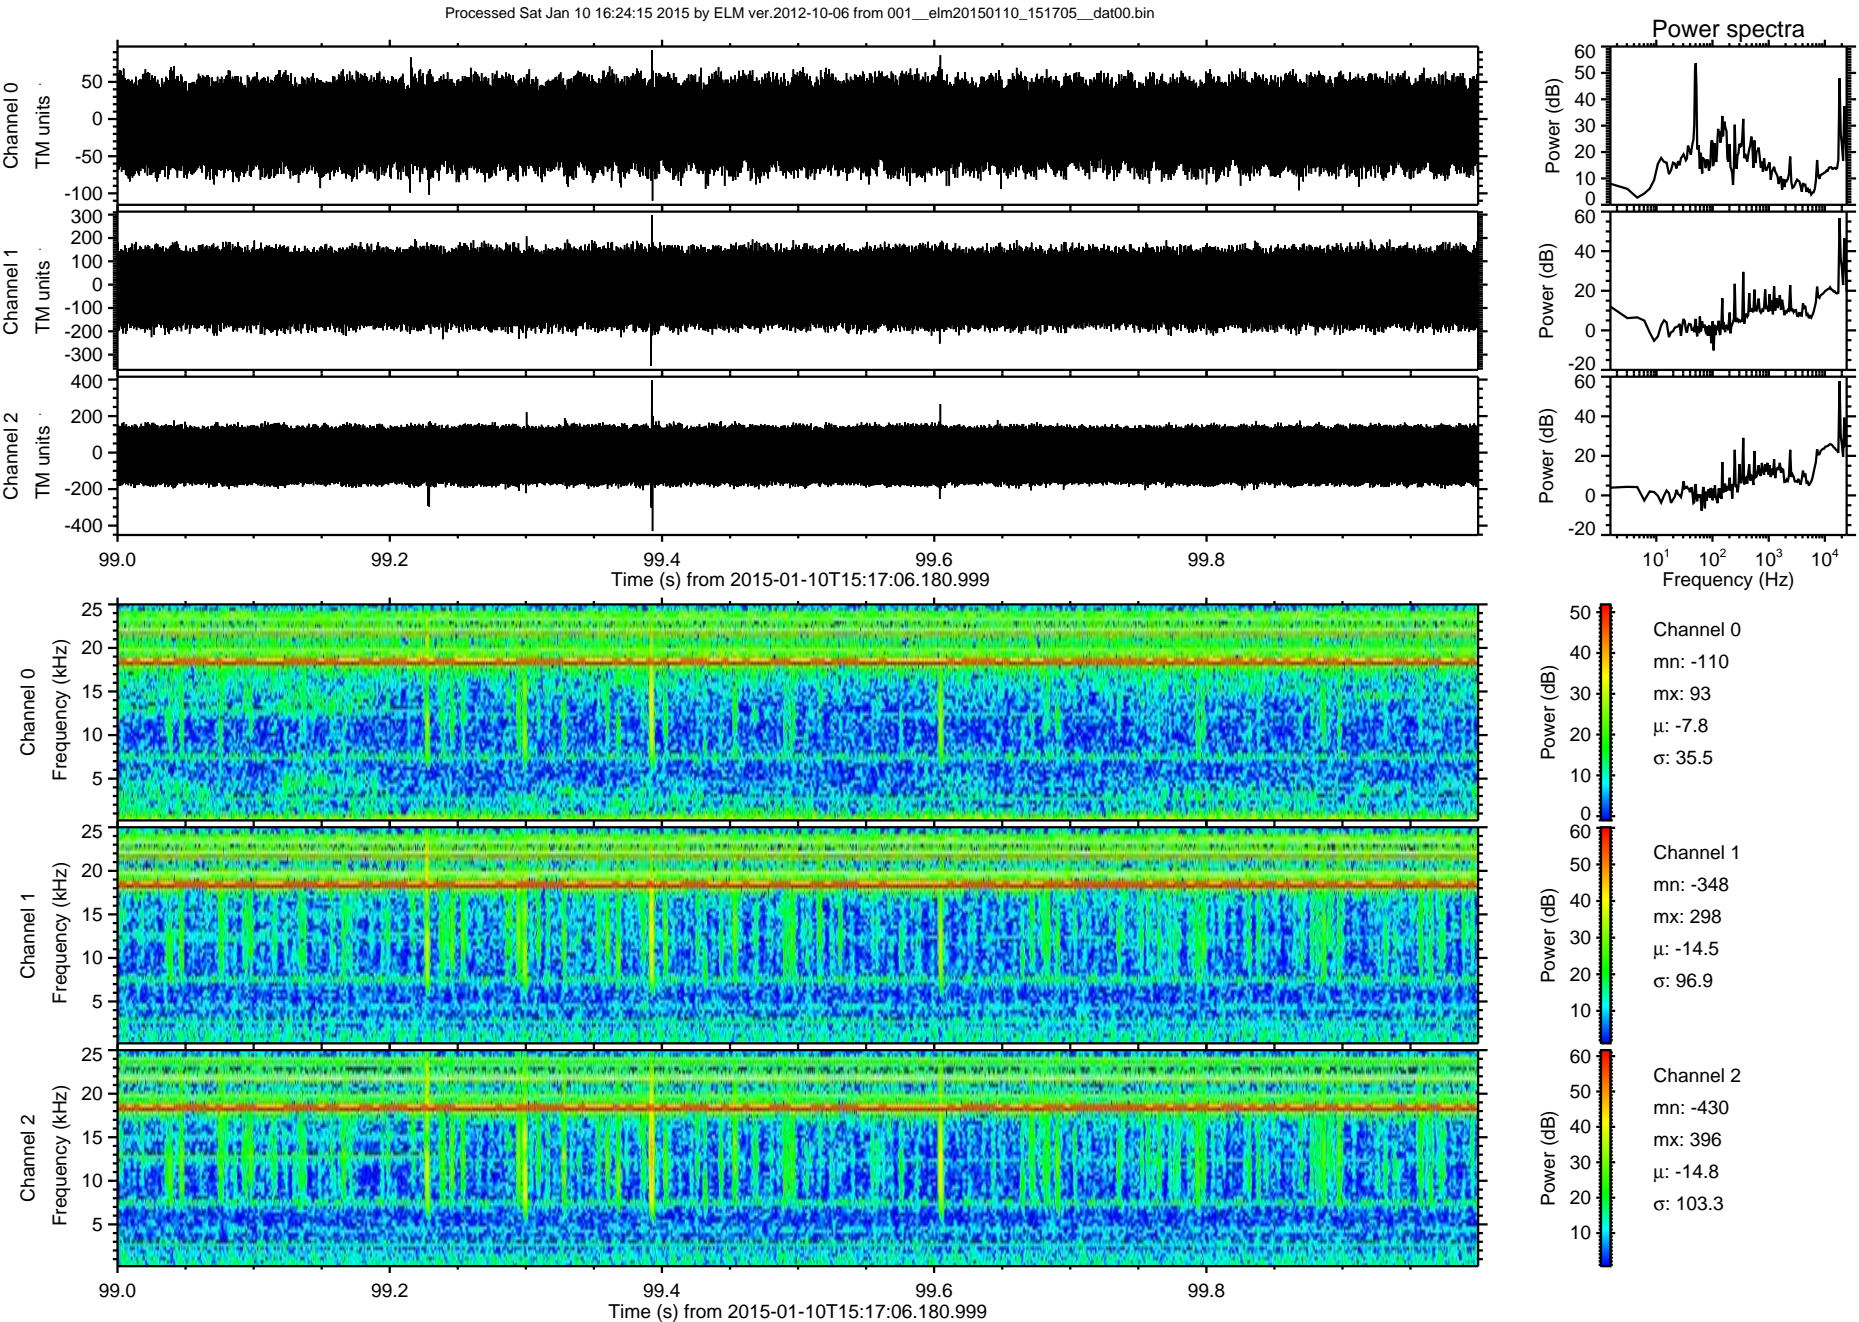 Processed Sat Jan 10 16:24:15 2015 by ELM ver.2012-10-06 from 001__elm20150110_151705__dat00.bin
Power spectra
Channel 0
TM units
50
0
-50
-100
Power (dB)
60
50
40
30
20
10
0
Channel 1
TM units
300
200
100
0
-100
-200
-300
Power (dB)
60
40
20
0
-20
Channel 2
TM units
400
200
0
-200
-400
Power (dB)
60
40
20
0
-20
99.0 99.2 99.4 99.6 99.8
Time (s) from 2015-01-10T15:17:06.180.999
10¹ 10² 10³ 10⁴
Frequency (Hz)
Channel 0
Frequency (kHz)
25
20
15
10
5
Power (dB)
50
40
30
20
10
0
Channel 0
mn: -110
mx: 93
μ: -7.8
σ: 35.5
Channel 1
Frequency (kHz)
25
20
15
10
5
Power (dB)
60
50
40
30
20
10
Channel 1
mn: -348
mx: 298
μ: -14.5
σ: 96.9
Channel 2
Frequency (kHz)
25
20
15
10
5
Power (dB)
60
50
40
30
20
10
Channel 2
mn: -430
mx: 396
μ: -14.8
σ: 103.3
99.0 99.2 99.4 99.6 99.8
Time (s) from 2015-01-10T15:17:06.180.999